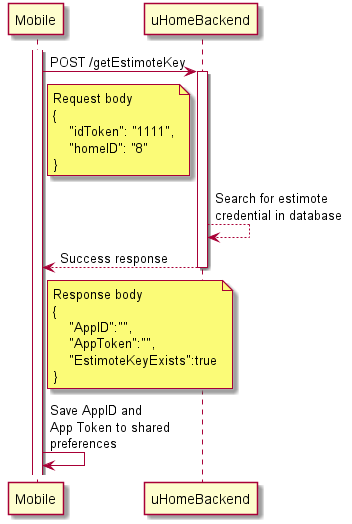 Mobile
uHomeBackend
POST /getEstimoteKey
Request body
{
"idToken": "1111",
"homeID": "8"
}
Search for estimote
credential in database
Success response
Response body
{
"AppID":"",
"AppToken":"",
"EstimoteKeyExists":true
}
Save AppID and
App Token to shared
preferences
Mobile
uHomeBackend